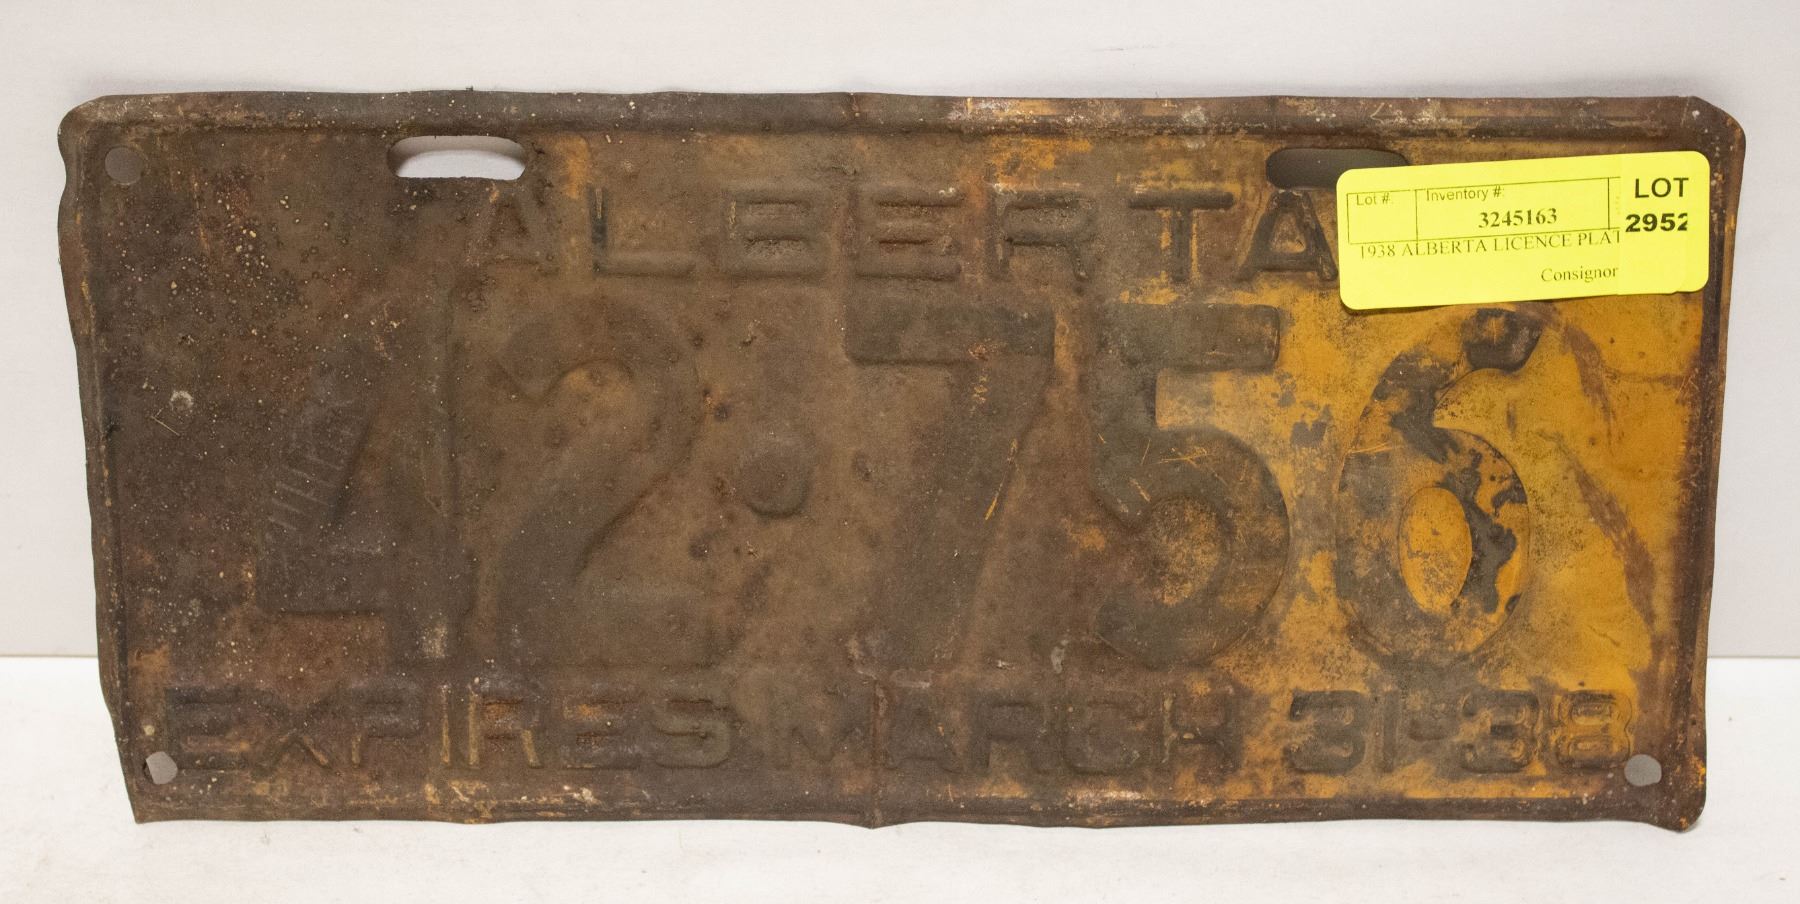 ALBERTA
42·756
EXPIRES MARCH 31-38
Lot #: Inventory #: LOT
3245163 2952
1938 ALBERTA LICENCE PLAT
Consignor